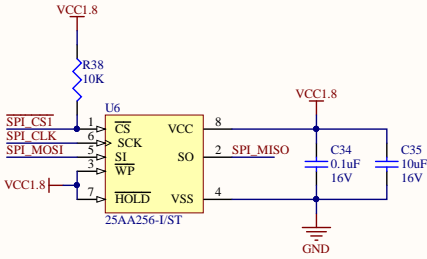 VCC1.8
R38
10K
U6
SPI_CS1 1 CS VCC 8
SPI_CLK 6 SCK
SPI_MOSI 5 SI SO 2 SPI_MISO
3 WP
VCC1.8
7 HOLD VSS 4
25AA256-I/ST
VCC1.8
C34
0.1uF
16V
C35
10uF
16V
GND